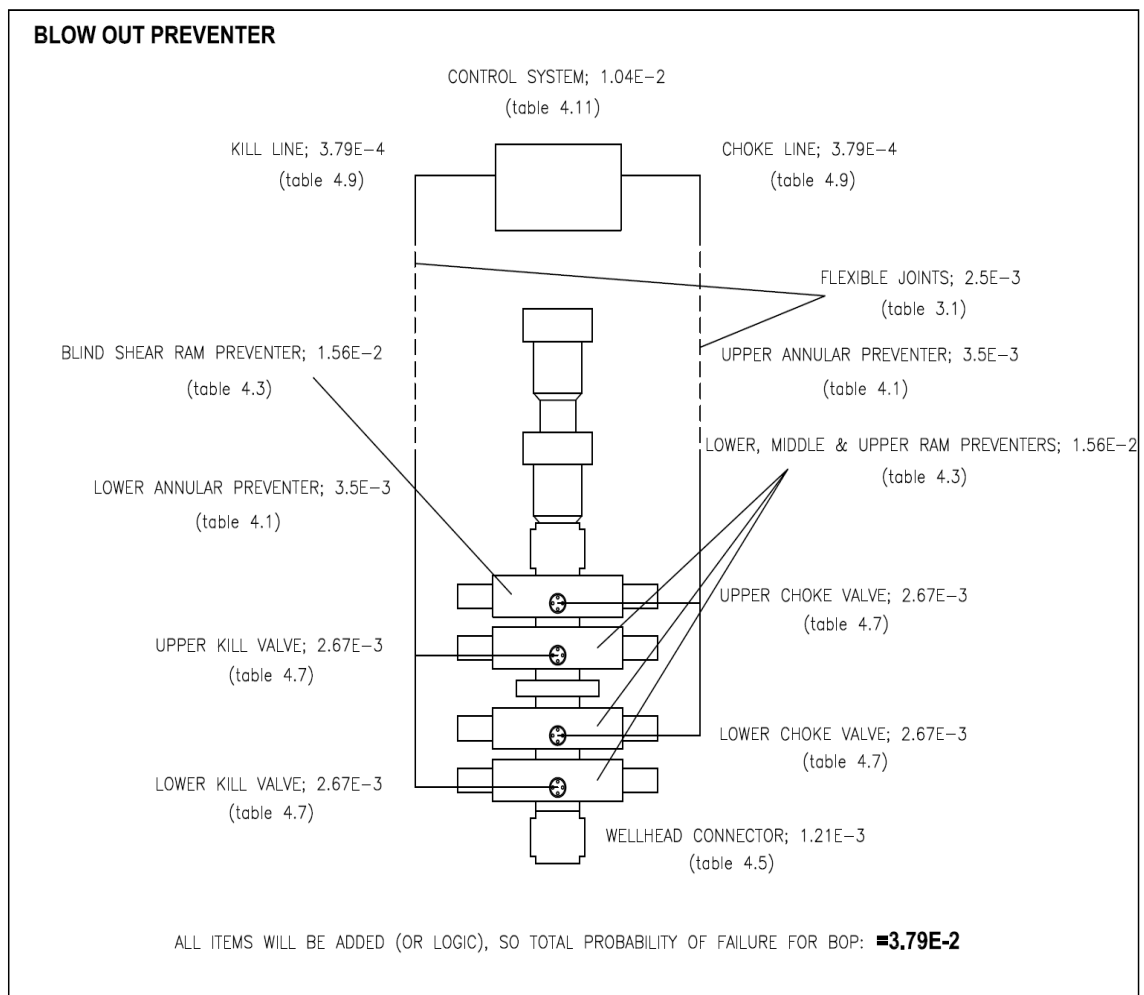 BLOW OUT PREVENTER
CONTROL SYSTEM; 1.04E-2
(table 4.11)
KILL LINE; 3.79E-4
(table 4.9)
CHOKE LINE; 3.79E-4
(table 4.9)
FLEXIBLE JOINTS; 2.5E-3
(table 3.1)
BLIND SHEAR RAM PREVENTER; 1.56E-2
(table 4.3)
UPPER ANNULAR PREVENTER; 3.5E-3
(table 4.1)
LOWER, MIDDLE & UPPER RAM PREVENTERS; 1.56E-2
(table 4.3)
LOWER ANNULAR PREVENTER; 3.5E-3
(table 4.1)
UPPER CHOKE VALVE; 2.67E-3
(table 4.7)
UPPER KILL VALVE; 2.67E-3
(table 4.7)
LOWER CHOKE VALVE; 2.67E-3
(table 4.7)
LOWER KILL VALVE; 2.67E-3
(table 4.7)
WELLHEAD CONNECTOR; 1.21E-3
(table 4.5)
ALL ITEMS WILL BE ADDED (OR LOGIC), SO TOTAL PROBABILITY OF FAILURE FOR BOP: =3.79E-2